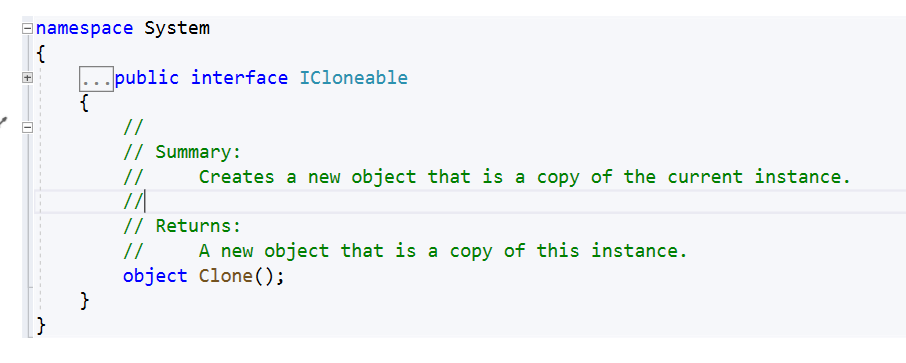 namespace System
{
...public interface ICloneable
{
//
// Summary:
//     Creates a new object that is a copy of the current instance.
//
// Returns:
//     A new object that is a copy of this instance.
object Clone();
}
}